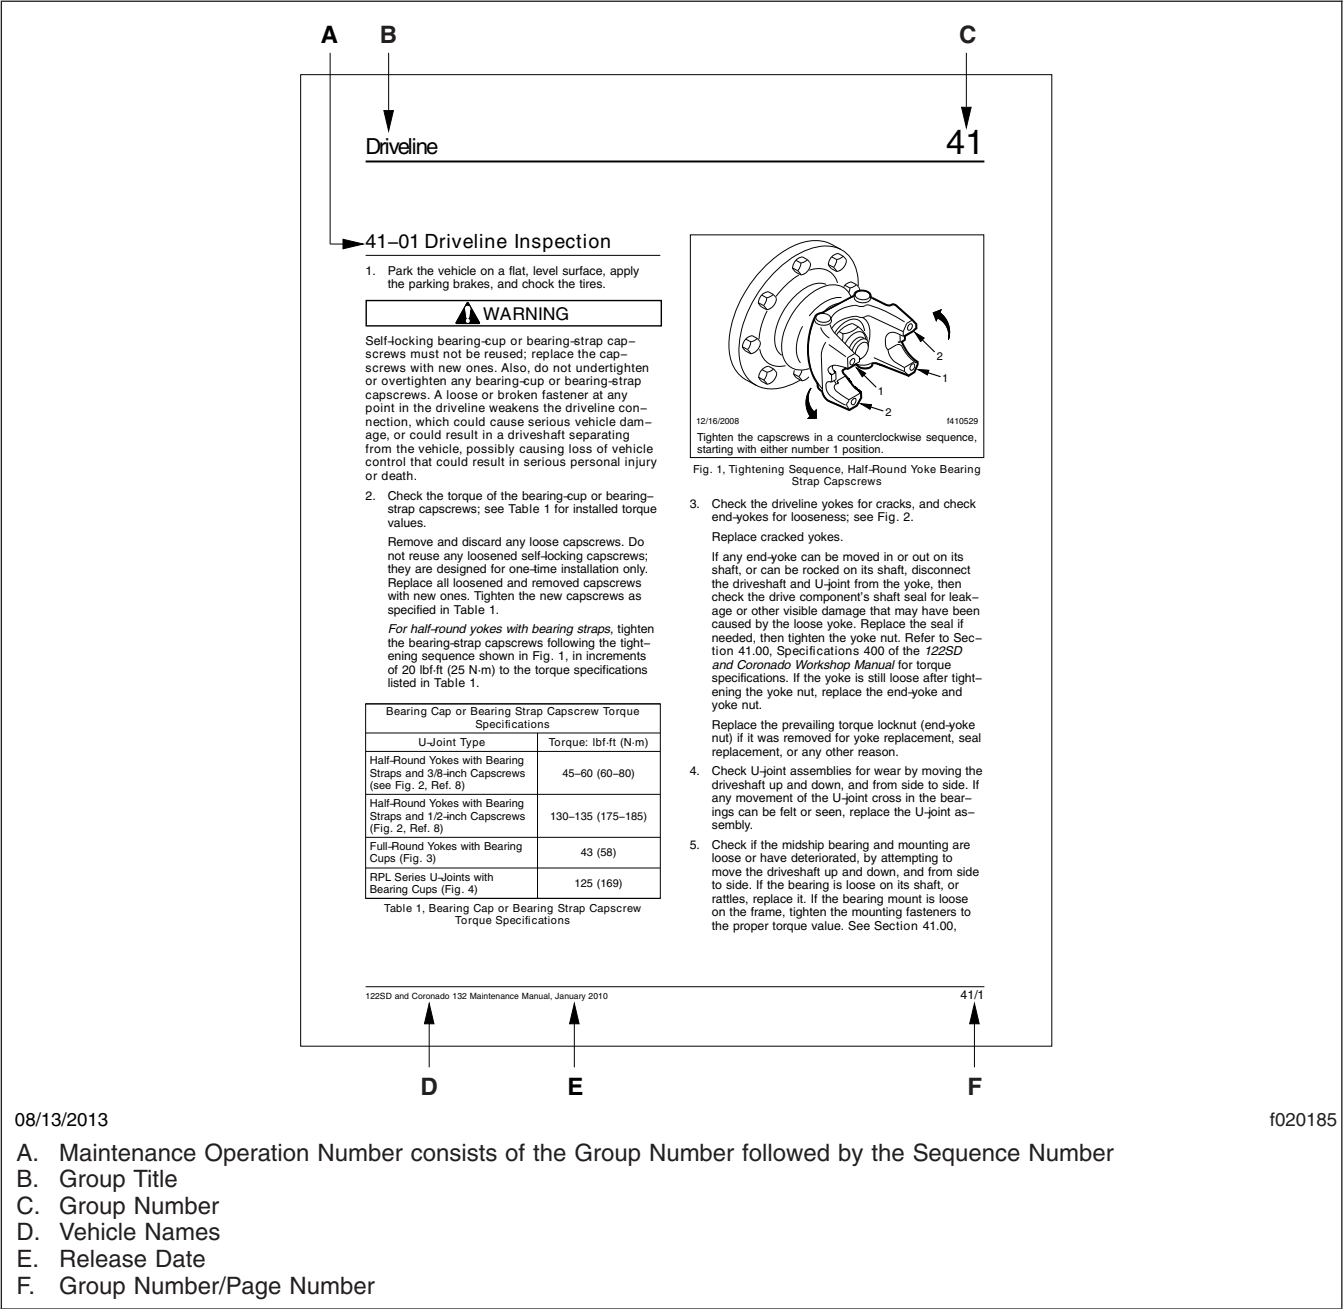 A B C
Driveline 41
41–01 Driveline Inspection
1. Park the vehicle on a flat, level surface, apply
the parking brakes, and chock the tires.
WARNING
Self-locking bearing-cup or bearing-strap cap–
screws must not be reused; replace the cap–
screws with new ones. Also, do not undertighten
or overtighten any bearing-cup or bearing-strap
capscrews. A loose or broken fastener at any
point in the driveline weakens the driveline con–
nection, which could cause serious vehicle dam–
age, or could result in a driveshaft separating
from the vehicle, possibly causing loss of vehicle
control that could result in serious personal injury
or death.
2. Check the torque of the bearing-cup or bearing–
strap capscrews; see Table 1 for installed torque
values.
Remove and discard any loose capscrews. Do
not reuse any loosened self-locking capscrews;
they are designed for one-time installation only.
Replace all loosened and removed capscrews
with new ones. Tighten the new capscrews as
specified in Table 1.
For half-round yokes with bearing straps, tighten
the bearing-strap capscrews following the tight–
ening sequence shown in Fig. 1, in increments
of 20 lbf·ft (25 N·m) to the torque specifications
listed in Table 1.
Bearing Cap or Bearing Strap Capscrew Torque
Specifications
U-Joint Type Torque: lbf·ft (N·m)
Half-Round Yokes with Bearing
Straps and 3/8-inch Capscrews
(see Fig. 2, Ref. 8)
45–60 (60–80)
Half-Round Yokes with Bearing
Straps and 1/2-inch Capscrews
(Fig. 2, Ref. 8)
130–135 (175–185)
Full-Round Yokes with Bearing
Cups (Fig. 3)
43 (58)
RPL Series U-Joints with
Bearing Cups (Fig. 4)
125 (169)
Table 1, Bearing Cap or Bearing Strap Capscrew
Torque Specifications
2
1
1
2
12/16/2008 f410529
Tighten the capscrews in a counterclockwise sequence,
starting with either number 1 position.
Fig. 1, Tightening Sequence, Half-Round Yoke Bearing
Strap Capscrews
3. Check the driveline yokes for cracks, and check
end-yokes for looseness; see Fig. 2.
Replace cracked yokes.
If any end-yoke can be moved in or out on its
shaft, or can be rocked on its shaft, disconnect
the driveshaft and U-joint from the yoke, then
check the drive component's shaft seal for leak–
age or other visible damage that may have been
caused by the loose yoke. Replace the seal if
needed, then tighten the yoke nut. Refer to Sec–
tion 41.00, Specifications 400 of the 122SD
and Coronado Workshop Manual for torque
specifications. If the yoke is still loose after tight–
ening the yoke nut, replace the end-yoke and
yoke nut.
Replace the prevailing torque locknut (end-yoke
nut) if it was removed for yoke replacement, seal
replacement, or any other reason.
4. Check U-joint assemblies for wear by moving the
driveshaft up and down, and from side to side. If
any movement of the U-joint cross in the bear–
ings can be felt or seen, replace the U-joint as–
sembly.
5. Check if the midship bearing and mounting are
loose or have deteriorated, by attempting to
move the driveshaft up and down, and from side
to side. If the bearing is loose on its shaft, or
rattles, replace it. If the bearing mount is loose
on the frame, tighten the mounting fasteners to
the proper torque value. See Section 41.00,
122SD and Coronado 132 Maintenance Manual, January 2010 41/1
D E F
08/13/2013 f020185
A. Maintenance Operation Number consists of the Group Number followed by the Sequence Number
B. Group Title
C. Group Number
D. Vehicle Names
E. Release Date
F. Group Number/Page Number